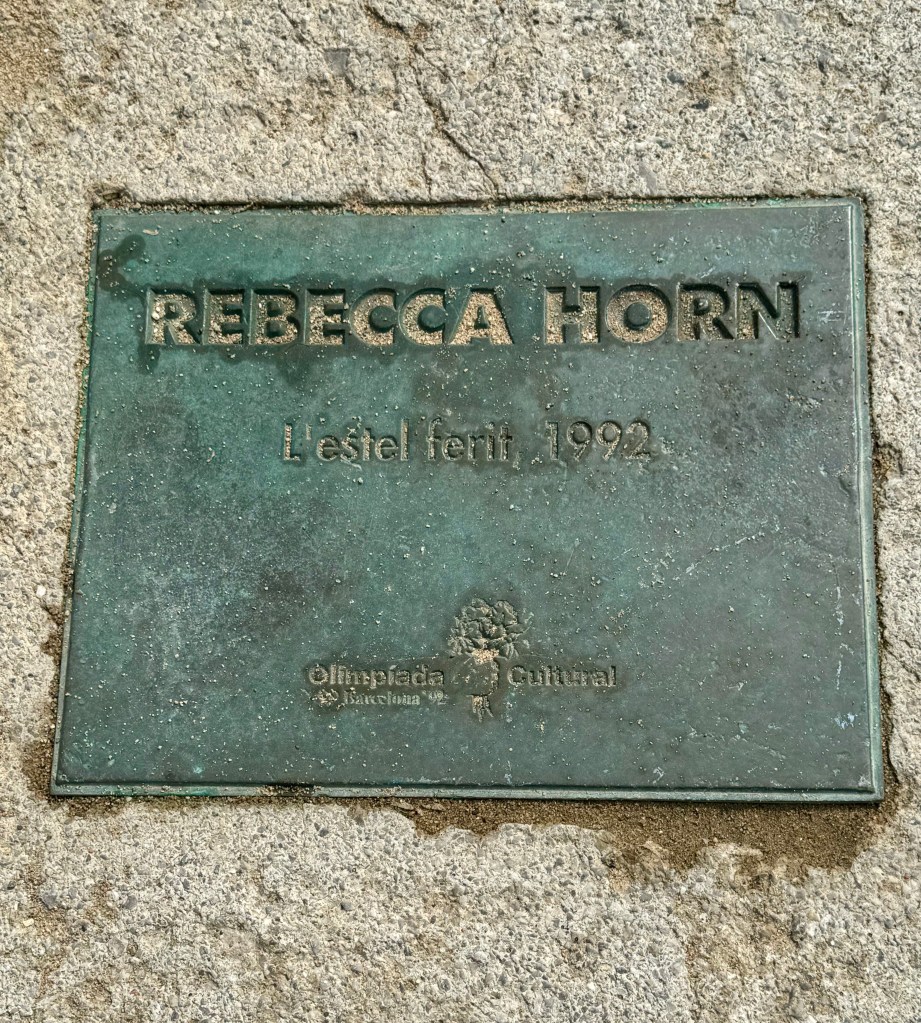 REBECCA HORN
L'estel ferit, 1992
Olimpíada Cultural
Barcelona '92